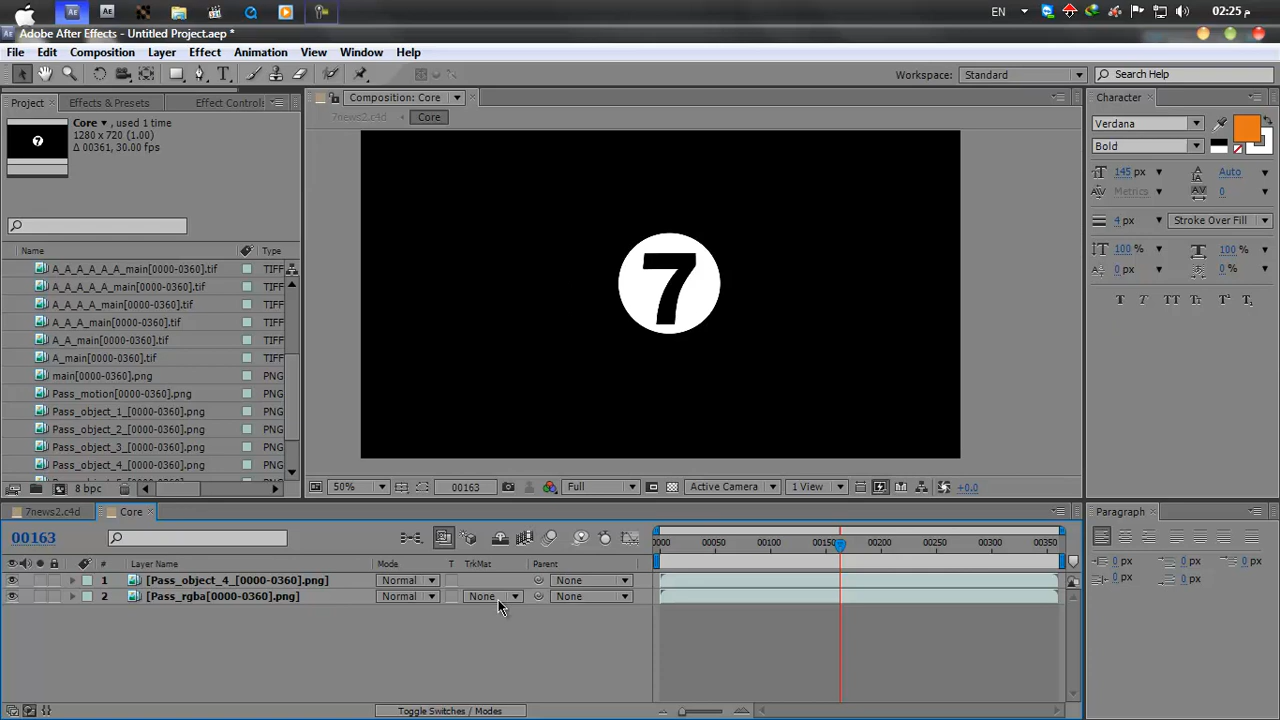 EN
02:25 م
Adobe After Effects - Untitled Project.aep *
File Edit Composition Layer Effect Animation View Window Help
Workspace: Standard Search Help
Project Effects & Presets Effect Controls
Core▼, used 1 time
1280 x 720 (1.00)
Δ 00361, 30.00 fps
Name Type
A_A_A_A_A_A_main[0000-0360].tif TIFF
A_A_A_A_A_main[0000-0360].tif TIFF
A_A_A_A_main[0000-0360].tif TIFF
A_A_A_main[0000-0360].tif TIFF
A_A_main[0000-0360].tif TIFF
A_main[0000-0360].tif TIFF
main[0000-0360].png PNG
Pass_motion[0000-0360].png PNG
Pass_object_1_[0000-0360].png PNG
Pass_object_2_[0000-0360].png PNG
Pass_object_3_[0000-0360].png PNG
Pass_object_4_[0000-0360].png PNG
8 bpc
Composition: Core
7news2.c4d Core
7
50% 00163 Full Active Camera 1 View +0.0
Character
Verdana
Bold
145 px Auto
Metrics 0
4 px Stroke Over Fill
100 % 100 %
0 px 0 %
T T TT Tt T¹ T₁
7news2.c4d Core
00163
0000 00050 00100 00150 00200 00250 00300 00350
# Layer Name Mode T TrkMat Parent
1 [Pass_object_4_[0000-0360].png] Normal None
2 [Pass_rgba[0000-0360].png] Normal None None
Toggle Switches / Modes
Paragraph
0 px 0 px 0 px
0 px 0 px